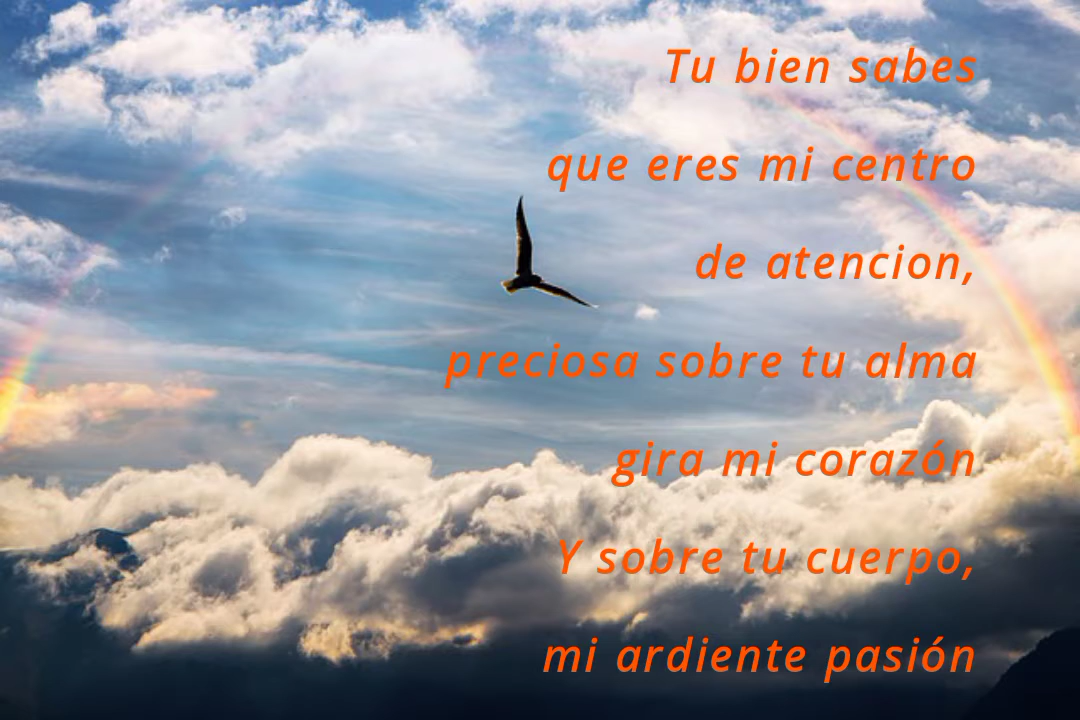 Tu bien sabes
que eres mi centro
de atencion,
preciosa sobre tu alma
gira mi corazón
Y sobre tu cuerpo,
mi ardiente pasión